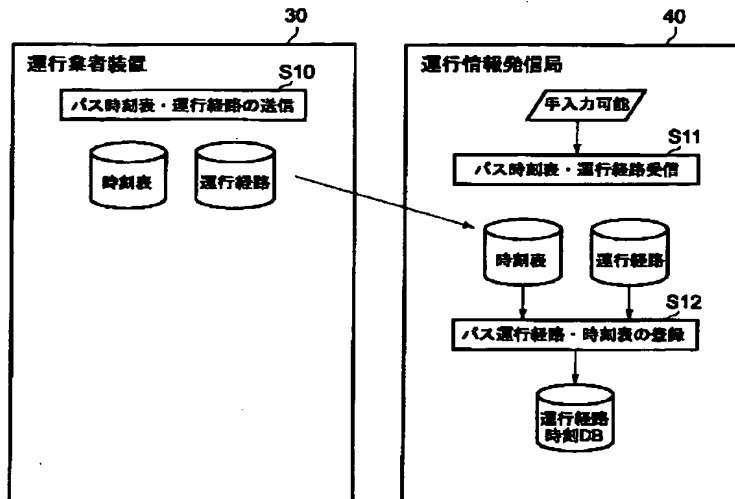 30
運行業者装置
S10
バス時刻表・運行経路の送信
時刻表
運行経路
40
運行情報発信局
手入力可能
S11
バス時刻表・運行経路受信
時刻表
運行経路
S12
バス運行経路・時刻表の登録
運行経路
時刻DB